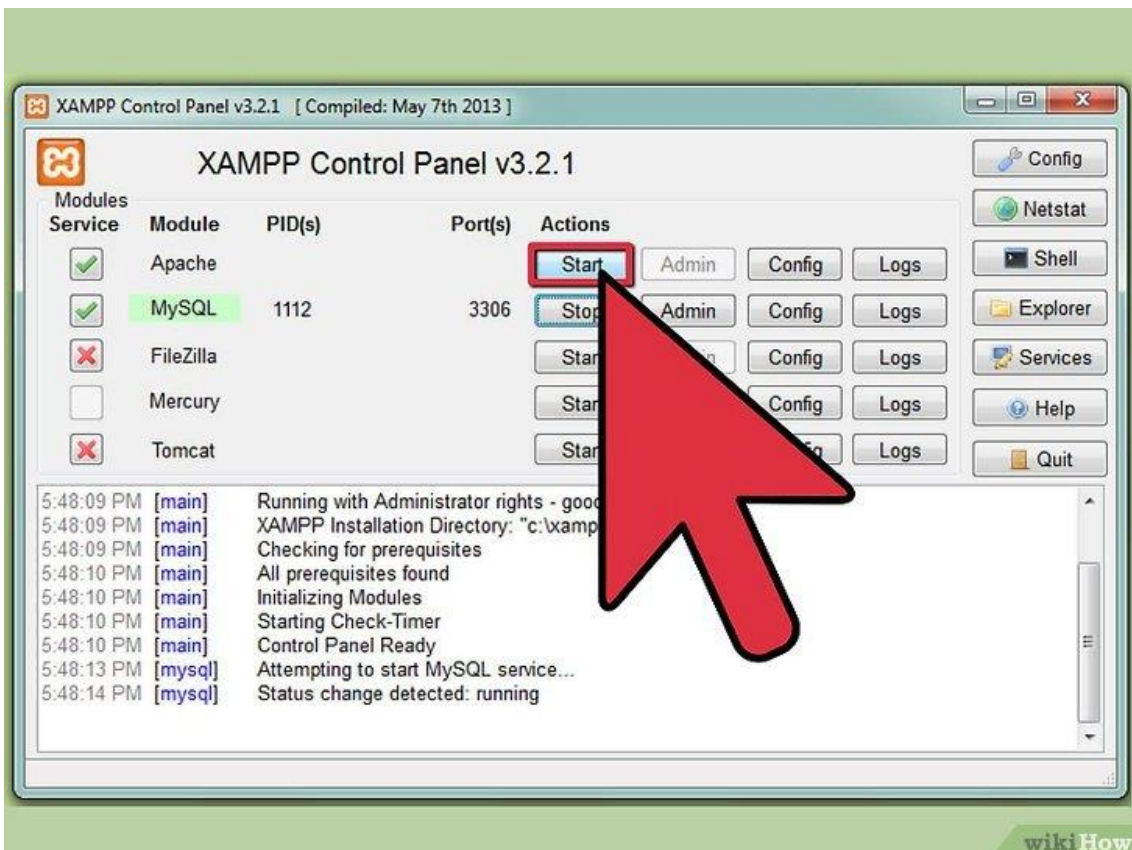 XAMPP Control Panel v3.2.1 [ Compiled: May 7th 2013 ]
XAMPP Control Panel v3.2.1
Config
Netstat
Shell
Explorer
Services
Help
Quit
Modules
Service Module PID(s) Port(s) Actions
Apache Start Admin Config Logs
MySQL 1112 3306 Stop Admin Config Logs
FileZilla Config Logs
Mercury Config Logs
Tomcat Logs
5:48:09 PM [main] Running with Administrator rights -
5:48:09 PM [main] XAMPP Installation Directory:
5:48:09 PM [main] Checking for prerequisites
5:48:10 PM [main] All prerequisites found
5:48:10 PM [main] Initializing Modules
5:48:10 PM [main] Starting Check-Timer
5:48:10 PM [main] Control Panel Ready
5:48:13 PM [mysql] Attempting to start MySQL service...
5:48:14 PM [mysql] Status change detected: running
wikiHow